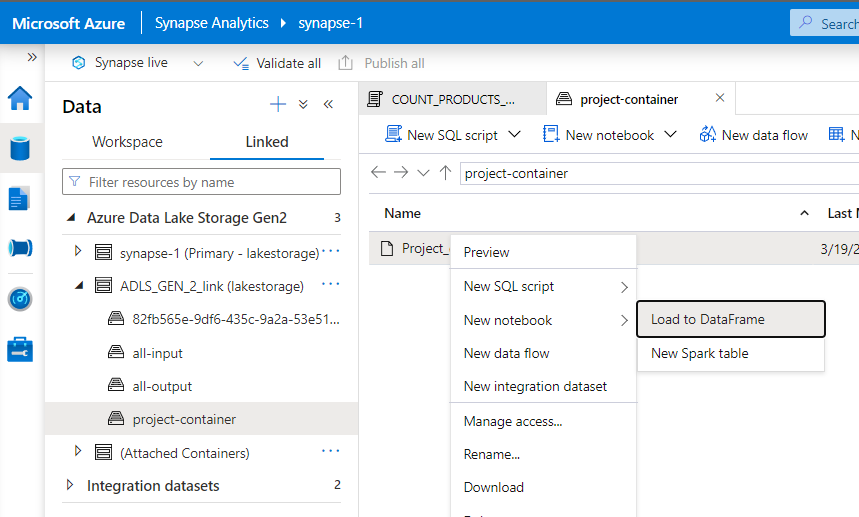 Microsoft Azure Synapse Analytics synapse-1 Search
Synapse live Validate all Publish all
Data
Workspace Linked
Filter resources by name
Azure Data Lake Storage Gen2 3
synapse-1 (Primary - lakestorage) ...
ADLS_GEN_2_link (lakestorage) ...
82fb565e-9df6-435c-9a2a-53e51...
all-input
all-output
project-container
(Attached Containers) ...
Integration datasets 2
COUNT_PRODUCTS_... project-container
New SQL script New notebook New data flow N
project-container
Name Last M
Project_ 3/19/2
Preview
New SQL script
New notebook
New data flow
New integration dataset
Manage access...
Rename...
Download
Load to DataFrame
New Spark table